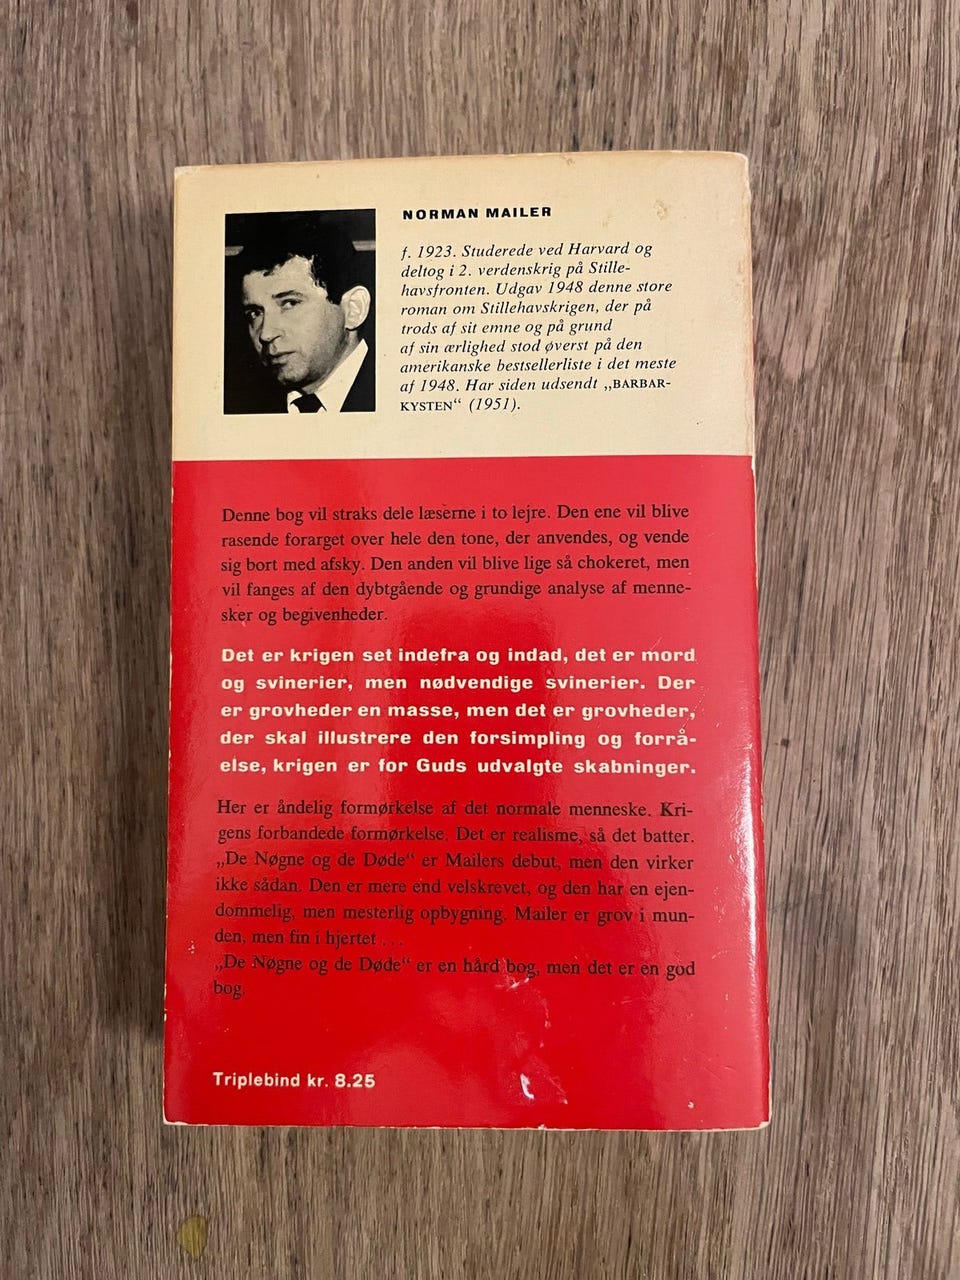 NORMAN MAILER
f. 1923. Studerede ved Harvard og
deltog i 2. verdenskrig på Stille-
havsfronten. Udgav 1948 denne store
roman om Stillehavskrigen, der på
trods af sit emne og på grund
af sin ærlighed stod øverst på den
amerikanske bestsellerliste i det meste
af 1948. Har siden udsendt „BARBAR-
KYSTEN“ (1951).
Denne bog vil straks dele læserne i to lejre. Den ene vil blive
rasende forarget over hele den tone, der anvendes, og vende
sig bort med afsky. Den anden vil blive lige så chokeret, men
vil fanges af den dybtgående og grundige analyse af menne-
sker og begivenheder.
Det er krigen set indefra og indad, det er mord
og svinerier, men nødvendige svinerier. Der
er grovheder en masse, men det er grovheder,
der skal illustrere den forsimpling og forrå-
else, krigen er for Guds udvalgte skabninger.
Her er åndelig formørkelse af det normale menneske. Kri-
gens forbandede formørkelse. Det er realisme, så det batter.
„De Nøgne og de Døde“ er Mailers debut, men den virker
ikke sådan. Den er mere end velskrevet, og den har en ejen-
dommelig, men mesterlig opbygning. Mailer er grov i mun-
den, men fin i hjertet ...
„De Nøgne og de Døde“ er en hård bog, men det er en god
bog.
Triplebind kr. 8.25